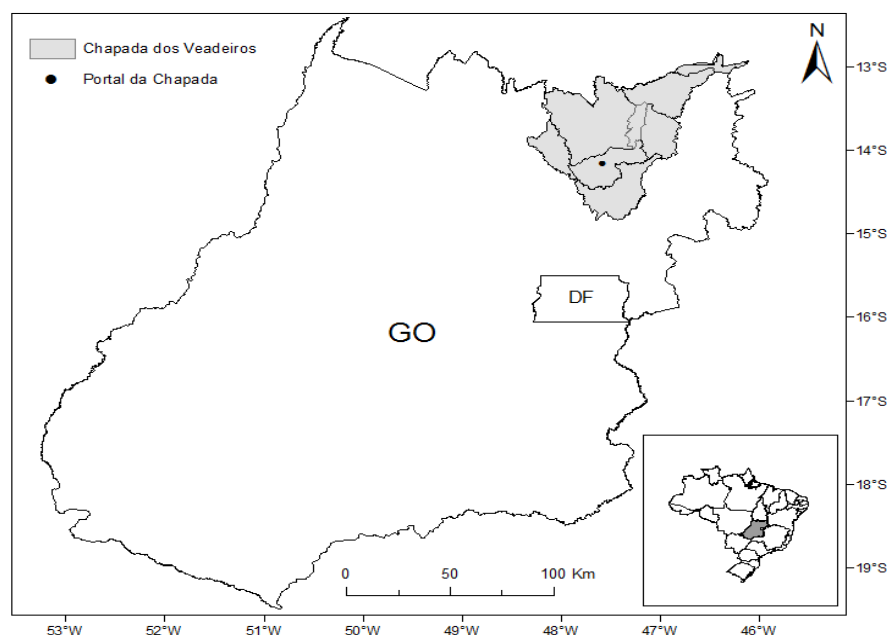 Chapada dos Veadeiros
Portal da Chapada
N
13°S
14°S
15°S
DF
16°S
GO
17°S
18°S
19°S
0 50 100 Km
53°W 52°W 51°W 50°W 49°W 48°W 47°W 46°W